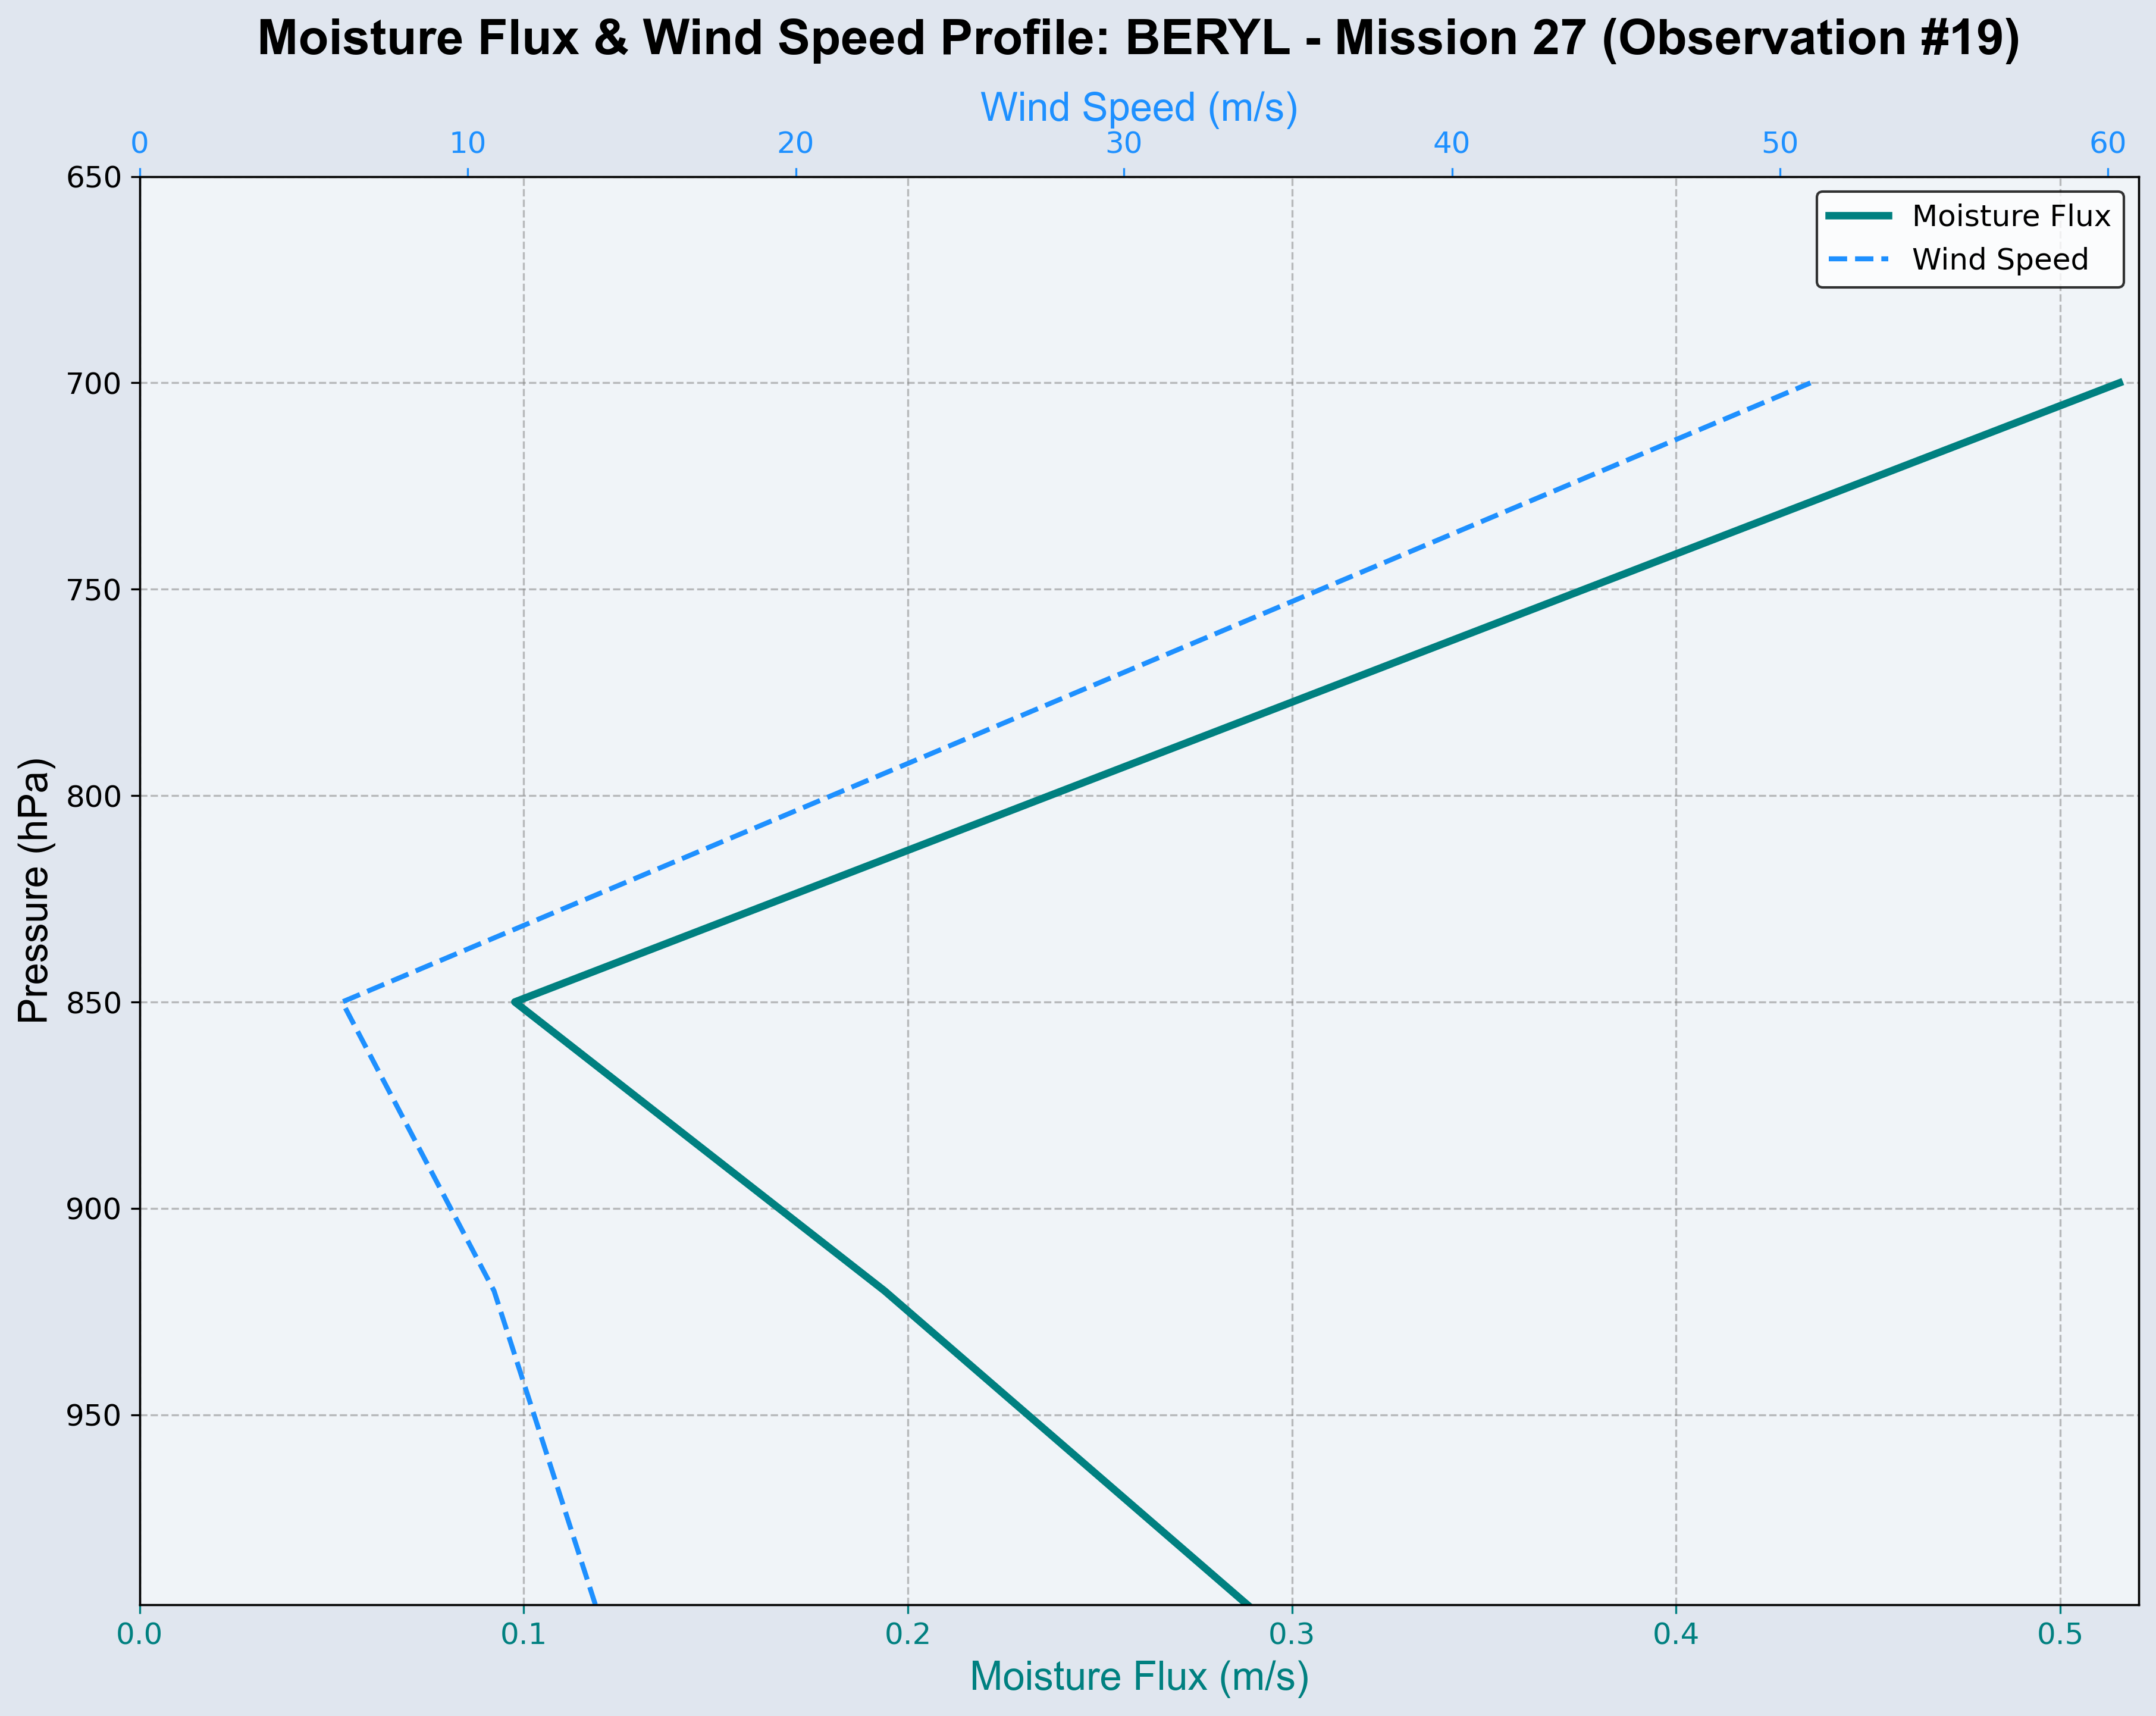 Moisture Flux & Wind Speed Profile: BERYL - Mission 27 (Observation #19)
Wind Speed (m/s)
0 10 20 30 40 50 60
Moisture Flux
Wind Speed
650
700
750
800
850
900
950
Pressure (hPa)
0.0 0.1 0.2 0.3 0.4 0.5
Moisture Flux (m/s)